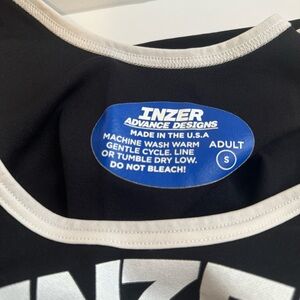 INZER
ADVANCE DESIGNS
MADE IN THE U.S.A
MACHINE WASH WARM
GENTLE CYCLE. LINE
OR TUMBLE DRY LOW.
DO NOT BLEACH!
ADULT
S
INZE